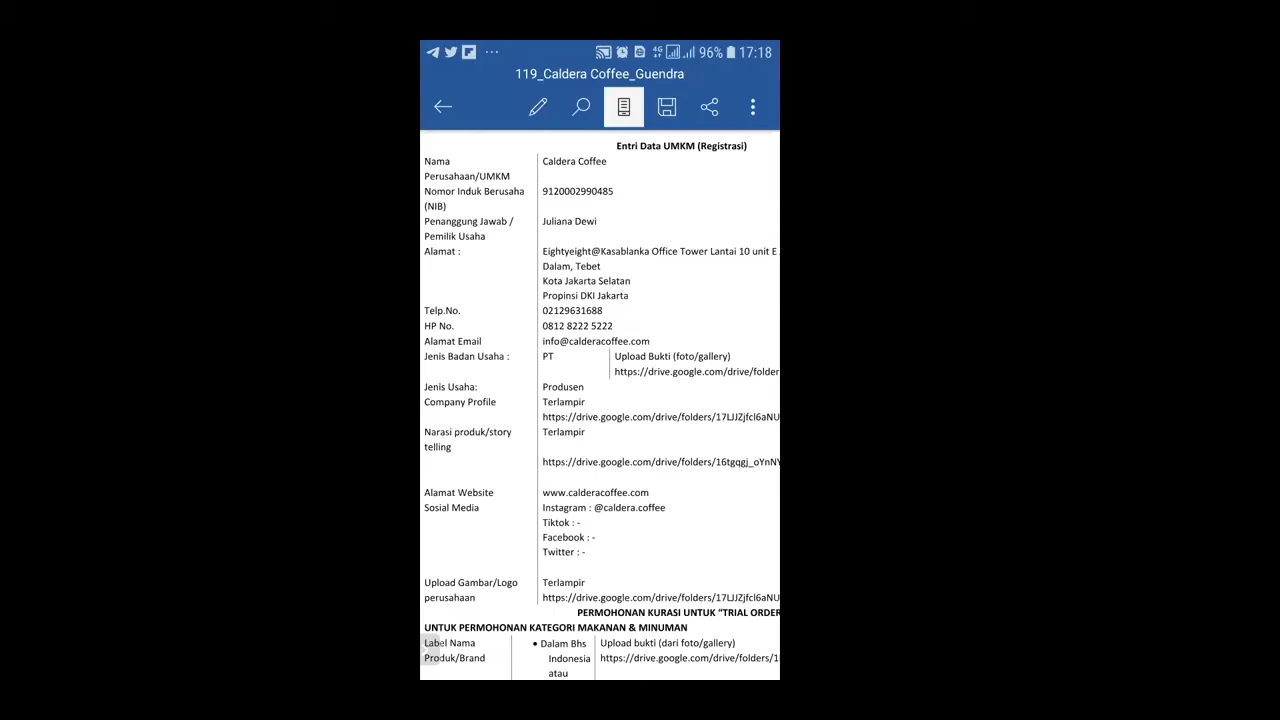 96% 17:18
119_Caldera Coffee_Guendra
Entri Data UMKM (Registrasi)
Nama Perusahaan/UMKM
Caldera Coffee
Nomor Induk Berusaha (NIB)
9120002990485
Penanggung Jawab / Pemilik Usaha
Juliana Dewi
Alamat :
Eightyeight@Kasablanka Office Tower Lantai 10 unit E
Dalam, Tebet
Kota Jakarta Selatan
Propinsi DKI Jakarta
Telp.No.
02129631688
HP No.
0812 8222 5222
Alamat Email
info@calderacoffee.com
Jenis Badan Usaha :
PT
Upload Bukti (foto/gallery)
https://drive.google.com/drive/folder
Jenis Usaha:
Produsen
Company Profile
Terlampir
https://drive.google.com/drive/folders/17LJJZjfcl6aNU
Narasi produk/story telling
Terlampir
https://drive.google.com/drive/folders/16tgqgj_oYnNY
Alamat Website
www.calderacoffee.com
Sosial Media
Instagram : @caldera.coffee
Tiktok : -
Facebook : -
Twitter : -
Upload Gambar/Logo perusahaan
Terlampir
https://drive.google.com/drive/folders/17LJJZjfcl6aNU
PERMOHONAN KURASI UNTUK “TRIAL ORDER
UNTUK PERMOHONAN KATEGORI MAKANAN & MINUMAN
Label Nama Produk/Brand
• Dalam Bhs Indonesia atau
Upload bukti (dari foto/gallery)
https://drive.google.com/drive/folders/1